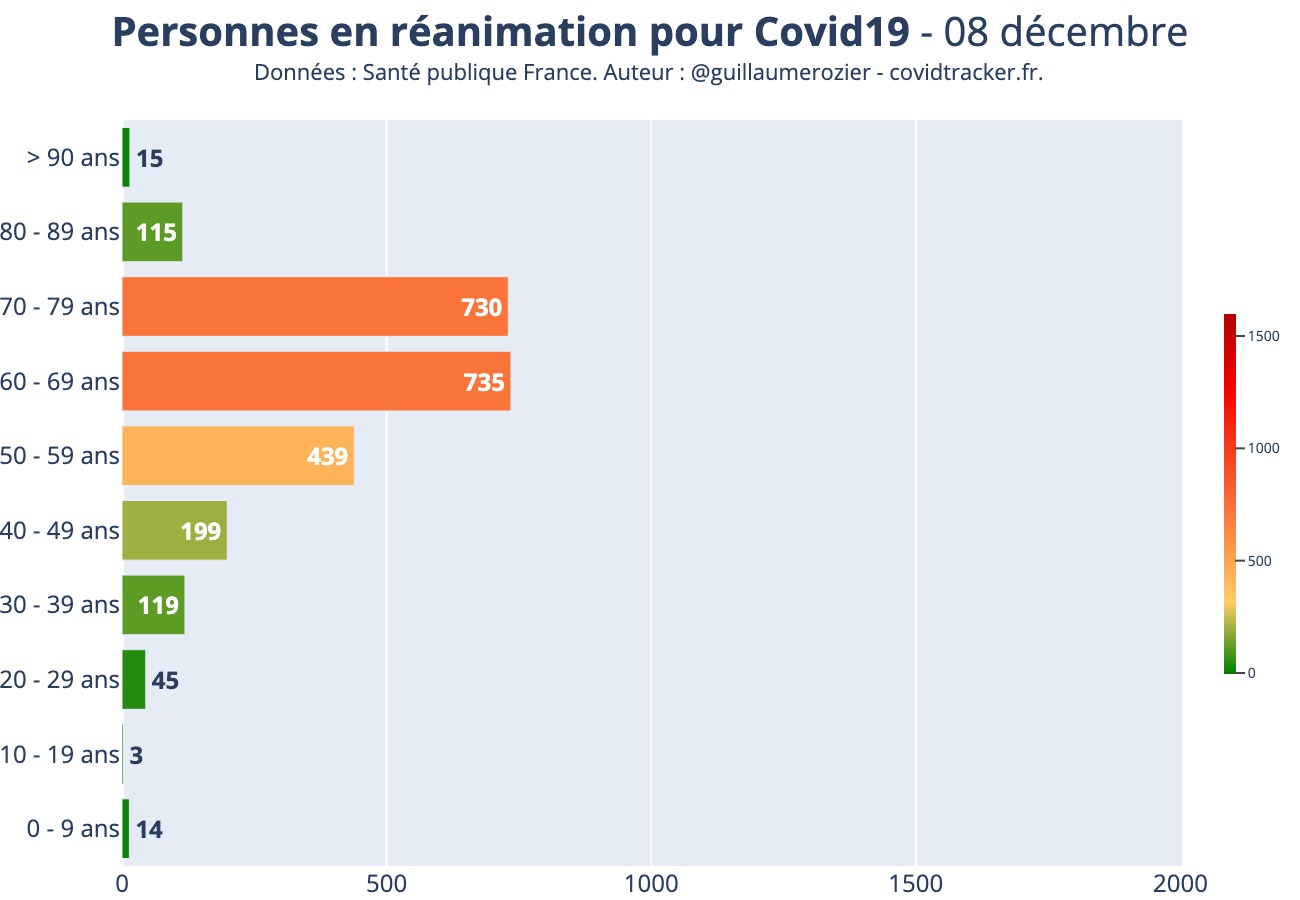 Personnes en réanimation pour Covid19 - 08 décembre
Données : Santé publique France. Auteur : @guillaumerozier - covidtracker.fr.
> 90 ans 15
80 - 89 ans 115
70 - 79 ans 730
60 - 69 ans 735
50 - 59 ans 439
40 - 49 ans 199
30 - 39 ans 119
20 - 29 ans 45
10 - 19 ans 3
0 - 9 ans 14
0 500 1000 1500 2000
1500
1000
500
0